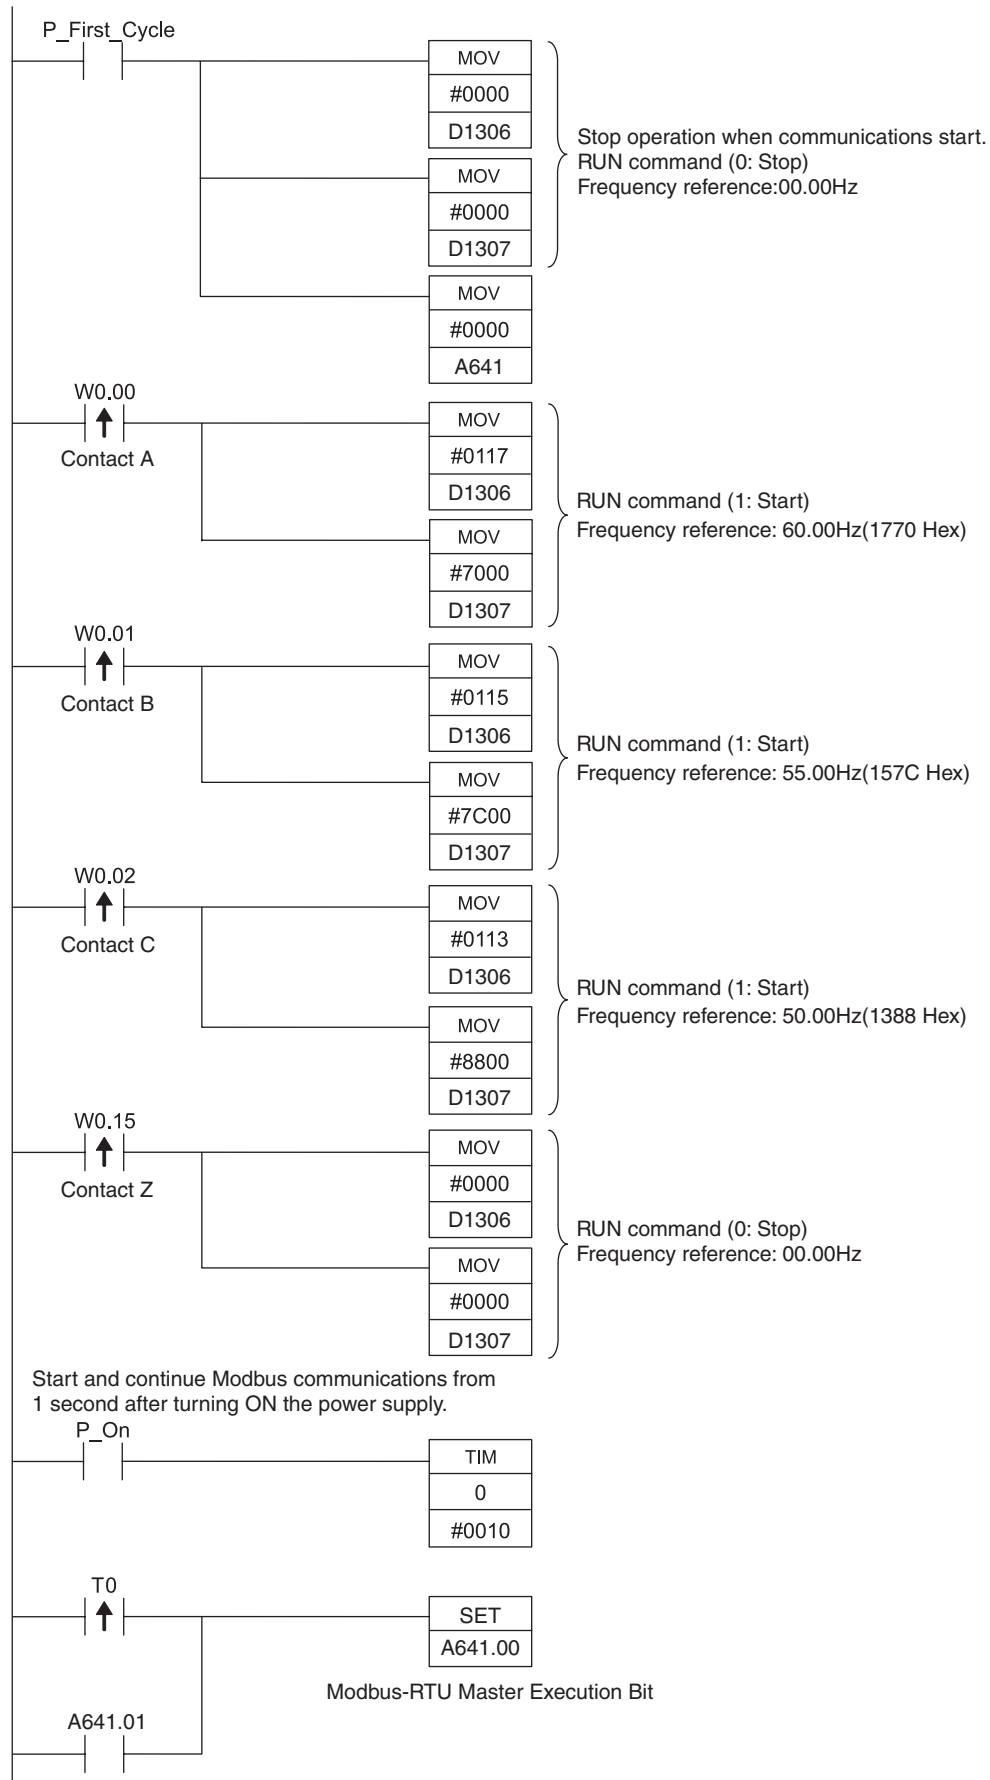 P_First_Cycle
MOV
#0000
D1306
Stop operation when communications start.
RUN command (0: Stop)
Frequency reference:00.00Hz
MOV
#0000
D1307
MOV
#0000
A641
W0.00
Contact A
MOV
#0117
D1306
RUN command (1: Start)
Frequency reference: 60.00Hz(1770 Hex)
MOV
#7000
D1307
W0.01
Contact B
MOV
#0115
D1306
RUN command (1: Start)
Frequency reference: 55.00Hz(157C Hex)
MOV
#7C00
D1307
W0.02
Contact C
MOV
#0113
D1306
RUN command (1: Start)
Frequency reference: 50.00Hz(1388 Hex)
MOV
#8800
D1307
W0.15
Contact Z
MOV
#0000
D1306
RUN command (0: Stop)
Frequency reference: 00.00Hz
MOV
#0000
D1307
Start and continue Modbus communications from
1 second after turning ON the power supply.
P_On
TIM
0
#0010
T0
SET
A641.00
Modbus-RTU Master Execution Bit
A641.01